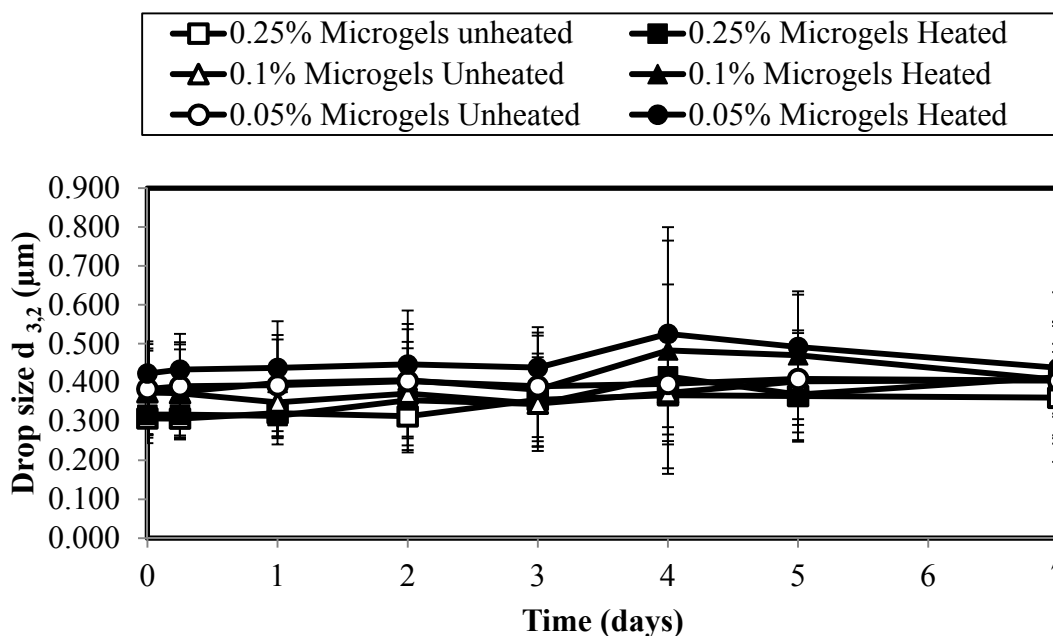 0.25% Microgels unheated 0.25% Microgels Heated
0.1% Microgels Unheated 0.1% Microgels Heated
0.05% Microgels Unheated 0.05% Microgels Heated
0.900
0.800
0.700
0.600
0.500
0.400
0.300
0.200
0.100
0.000
Drop size d 3,2 (µm)
0 1 2 3 4 5 6 7
Time (days)